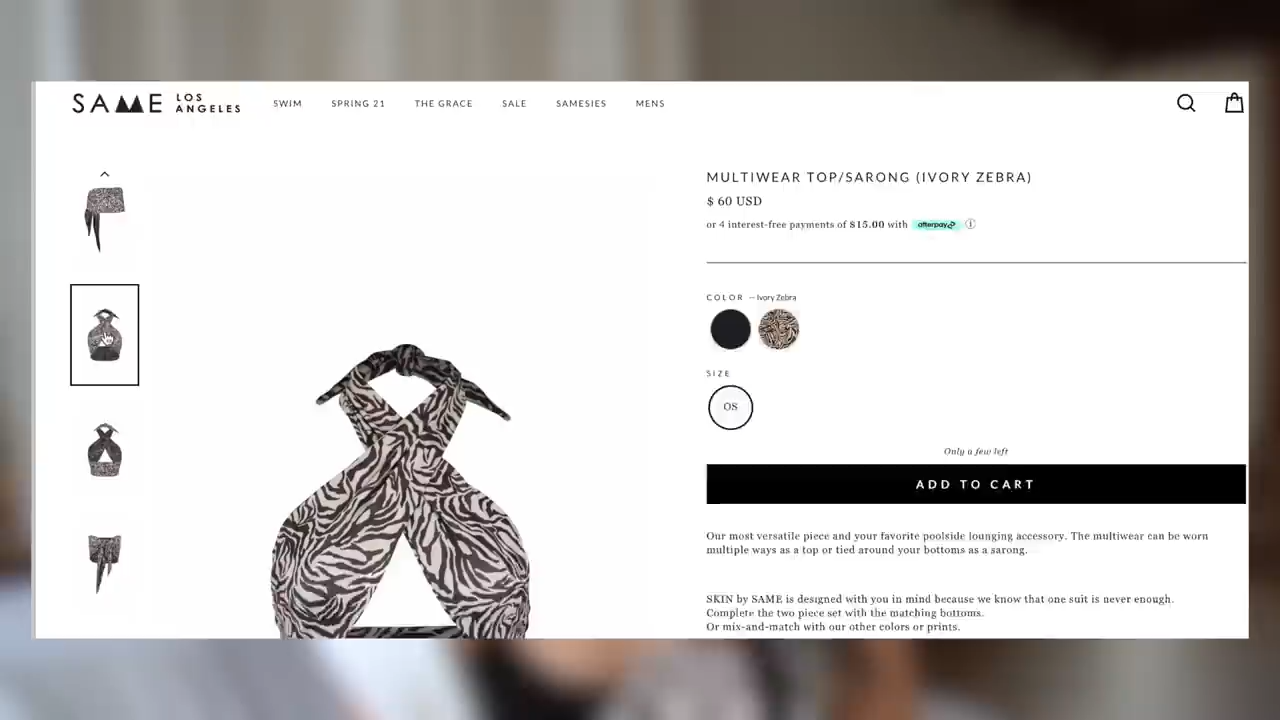 SAME LOS ANGELES
SWIM
SPRING 21
THE GRACE
SALE
SAMESIES
MENS
MULTIWEAR TOP/SARONG (IVORY ZEBRA)
$ 60 USD
or 4 interest-free payments of $15.00 with afterpay
COLOR — Ivory Zebra
SIZE
OS
Only a few left
ADD TO CART
Our most versatile piece and your favorite poolside lounging accessory. The multiwear can be worn
multiple ways as a top or tied around your bottoms as a sarong.
SKIN by SAME is designed with you in mind because we know that one suit is never enough.
Complete the two piece set with the matching bottoms.
Or mix-and-match with our other colors or prints.